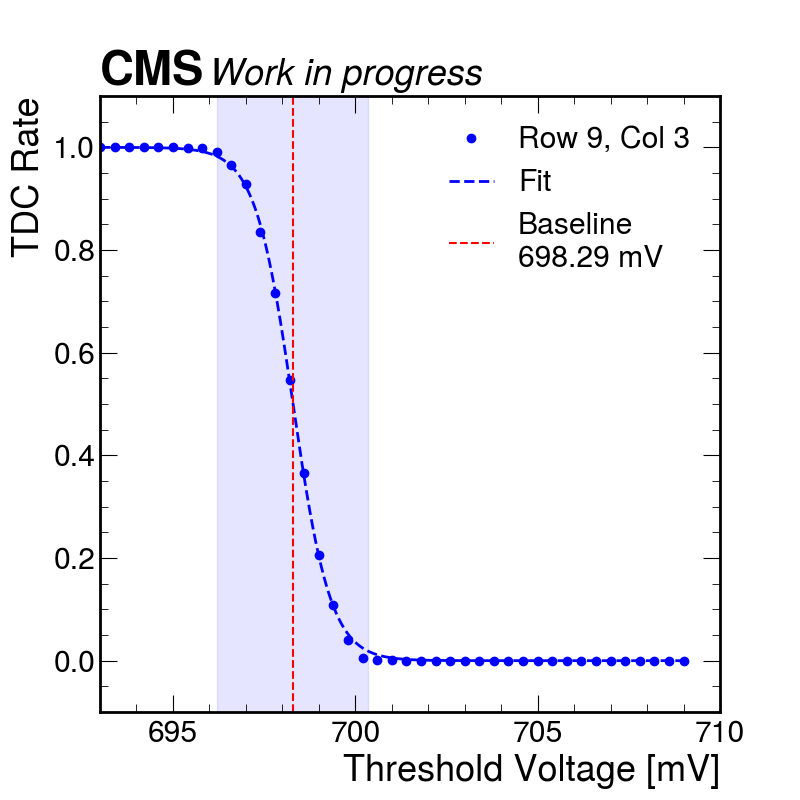 CMS Work in progress
TDC Rate
Row 9, Col 3
Fit
Baseline
698.29 mV
1.0
0.8
0.6
0.4
0.2
0.0
695 700 705 710
Threshold Voltage [mV]